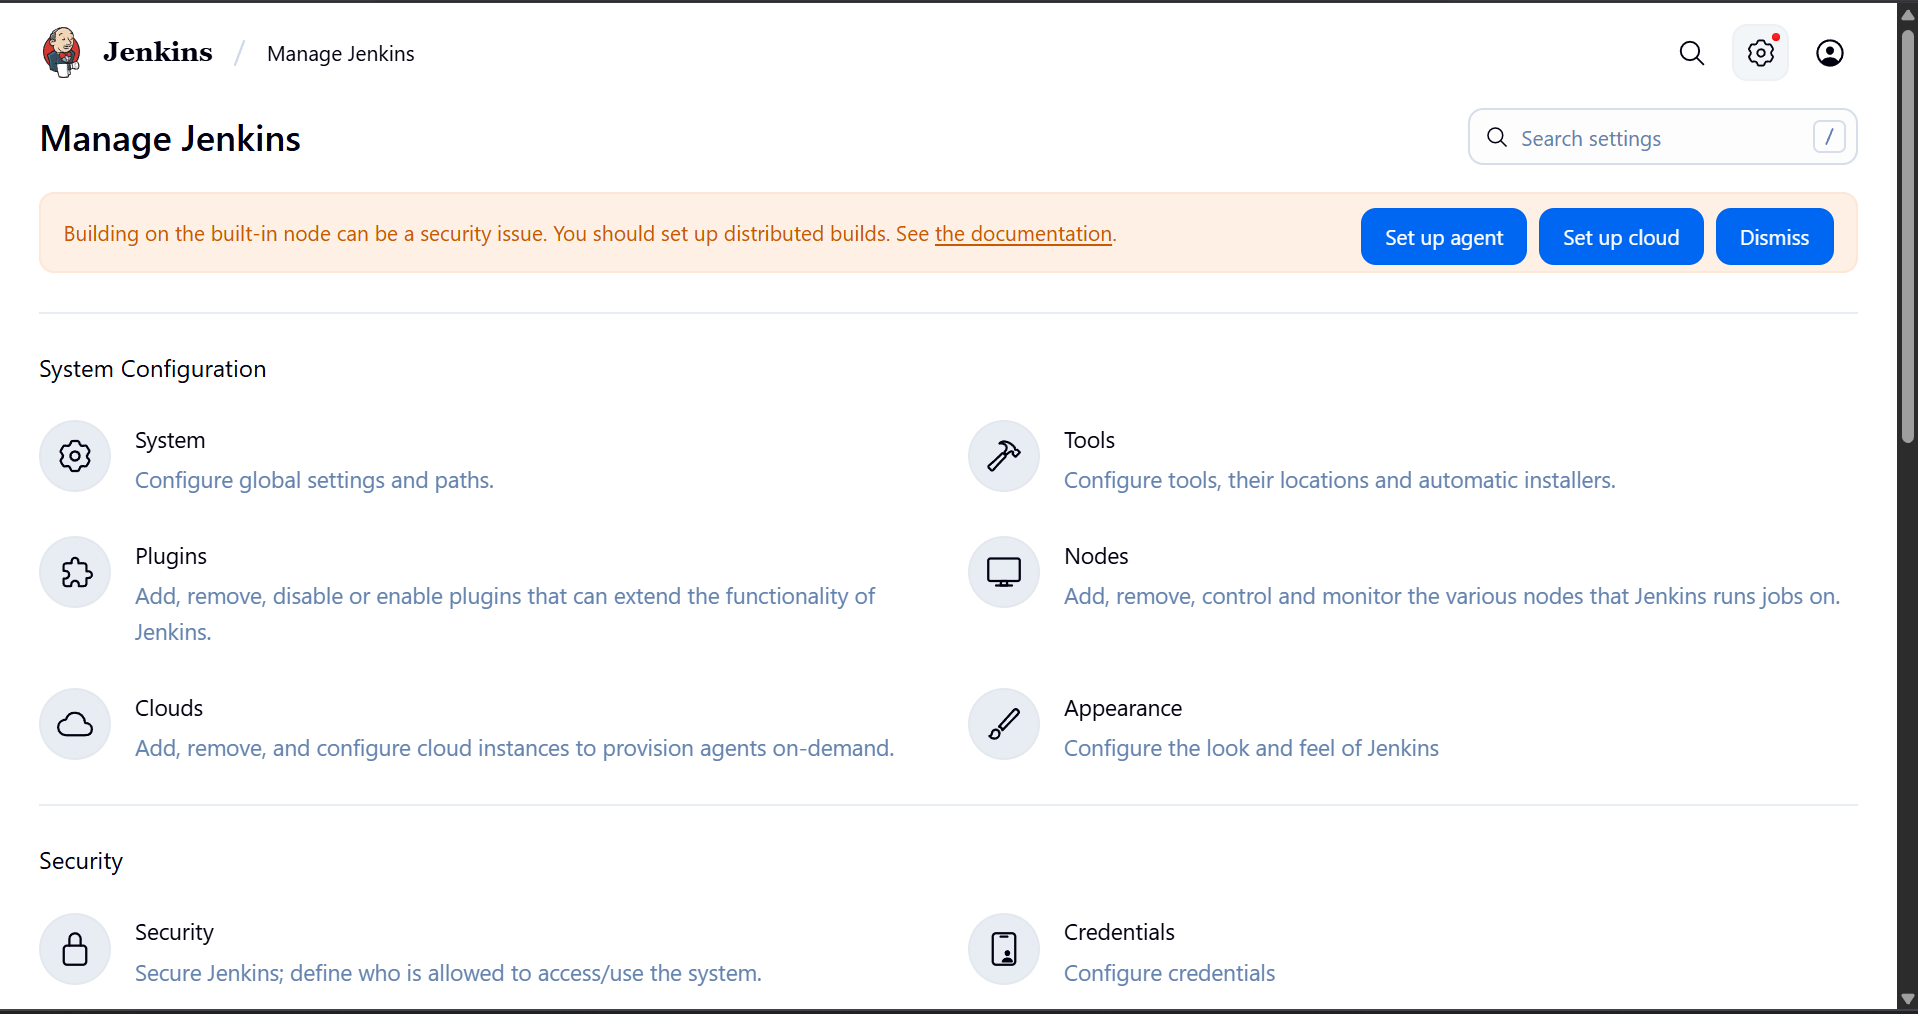 Jenkins / Manage Jenkins
Manage Jenkins
Search settings /
Building on the built-in node can be a security issue. You should set up distributed builds. See the documentation.
Set up agent
Set up cloud
Dismiss
System Configuration
System
Configure global settings and paths.
Tools
Configure tools, their locations and automatic installers.
Plugins
Add, remove, disable or enable plugins that can extend the functionality of
Jenkins.
Nodes
Add, remove, control and monitor the various nodes that Jenkins runs jobs on.
Clouds
Add, remove, and configure cloud instances to provision agents on-demand.
Appearance
Configure the look and feel of Jenkins
Security
Security
Secure Jenkins; define who is allowed to access/use the system.
Credentials
Configure credentials